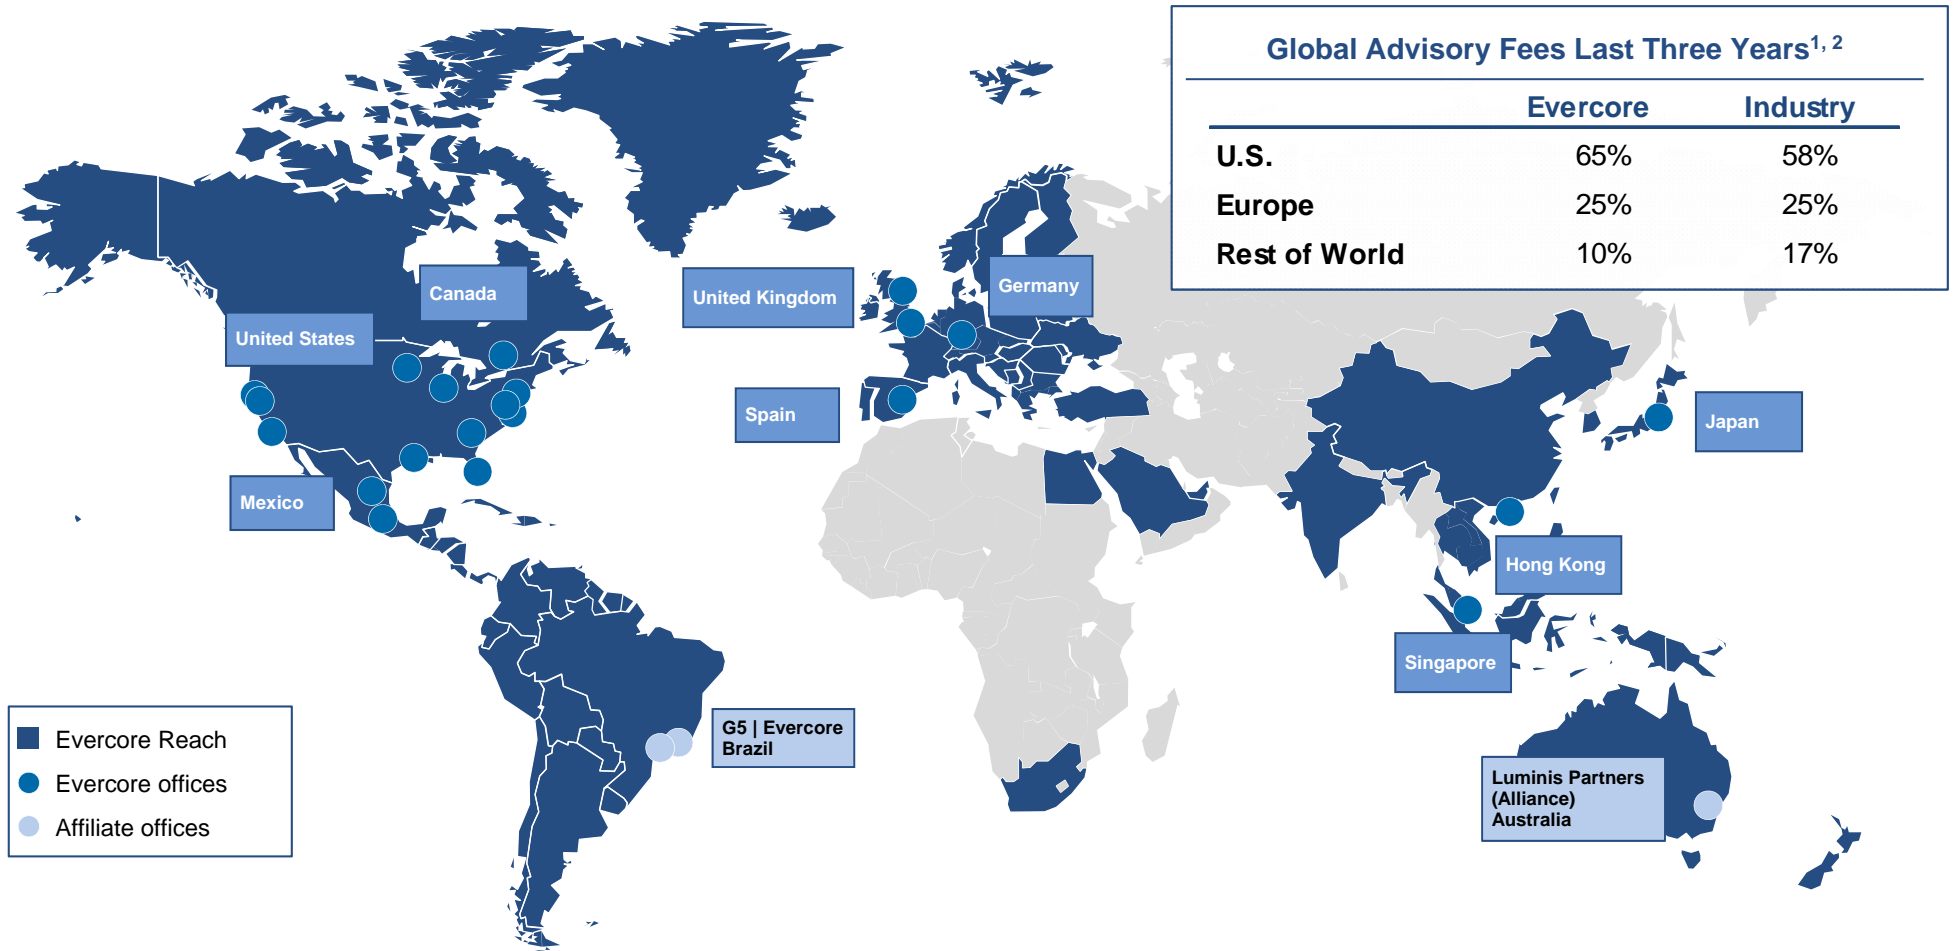 Global Advisory Fees Last Three Years1, 2
Evercore Industry
U.S. 65% 58%
Europe 25% 25%
Rest of World 10% 17%
Canada
United States
Mexico
United Kingdom
Germany
Spain
Japan
Hong Kong
Singapore
G5 | Evercore
Brazil
Luminis Partners
(Alliance)
Australia
Evercore Reach
Evercore offices
Affiliate offices